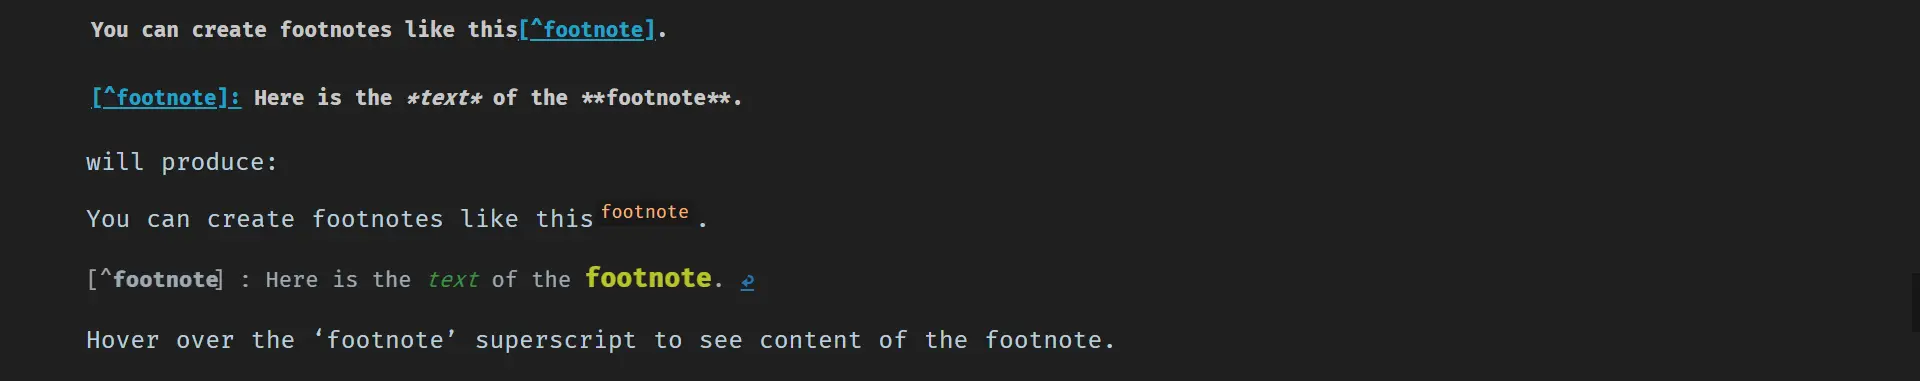 You can create footnotes like this[^footnote].
[^footnote]: Here is the *text* of the **footnote**.
will produce:
You can create footnotes like this footnote .
[^footnote] : Here is the text of the footnote. ↩
Hover over the ‘footnote’ superscript to see content of the footnote.